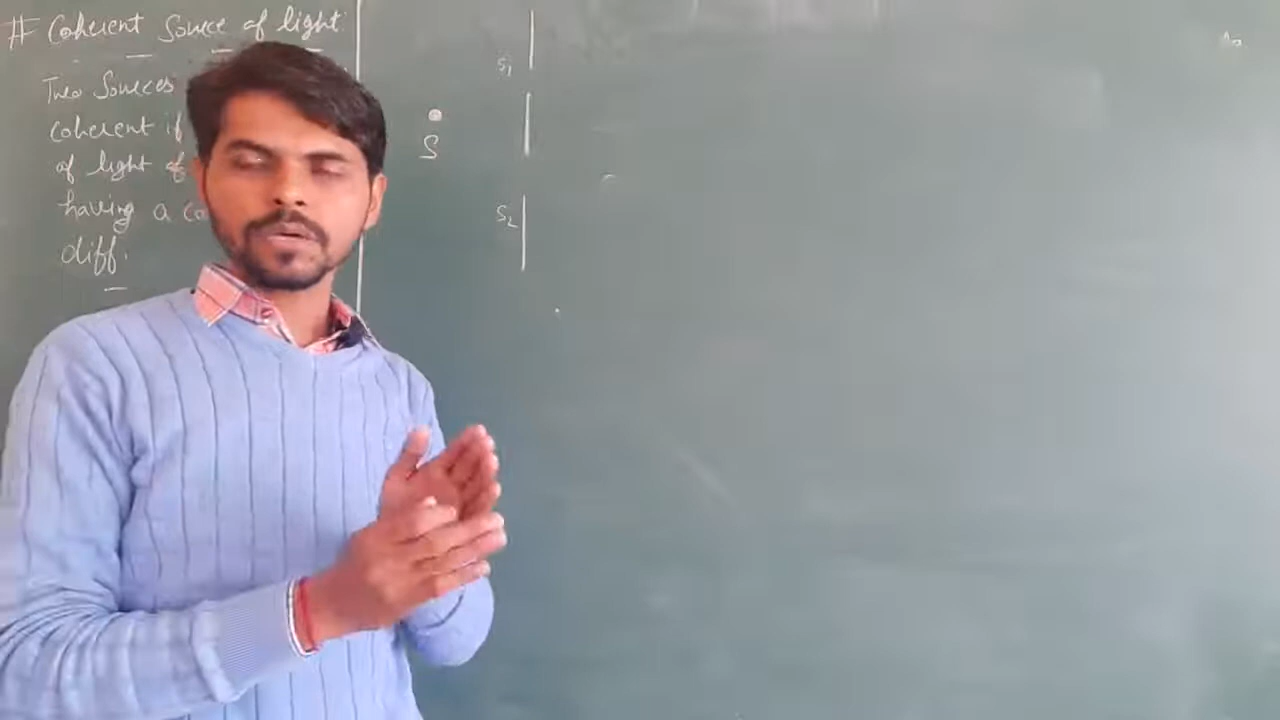 # Coherent Source of light
Two Sources
coherent if
of light of
having a co
diff.
S
S1
S2